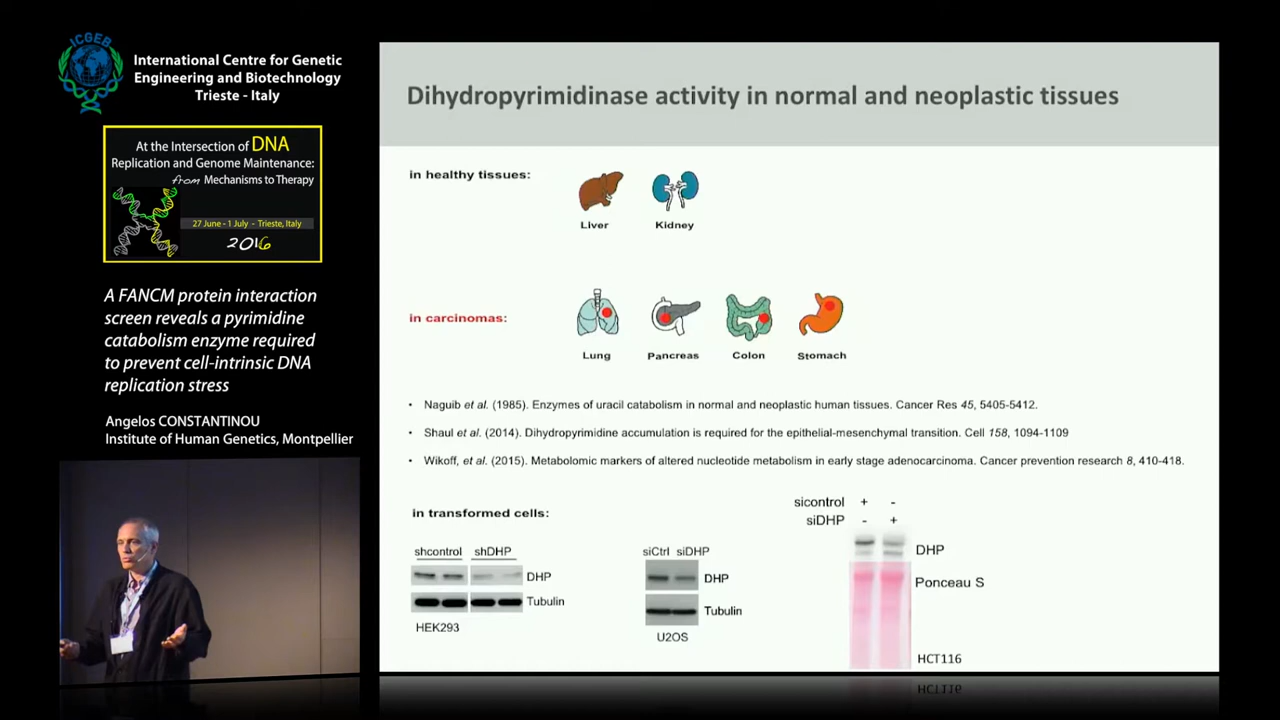 ICGEB
International Centre for Genetic
Engineering and Biotechnology
Trieste - Italy
At the Intersection of DNA
Replication and Genome Maintenance:
from Mechanisms to Therapy
27 June - 1 July - Trieste, Italy
2016
A FANCM protein interaction
screen reveals a pyrimidine
catabolism enzyme required
to prevent cell-intrinsic DNA
replication stress
Angelos CONSTANTINOU
Institute of Human Genetics, Montpellier
Dihydropyrimidinase activity in normal and neoplastic tissues
in healthy tissues:
Liver
Kidney
in carcinomas:
Lung
Pancreas
Colon
Stomach
• Naguib et al. (1985). Enzymes of uracil catabolism in normal and neoplastic human tissues. Cancer Res 45, 5405-5412.
• Shaul et al. (2014). Dihydropyrimidine accumulation is required for the epithelial-mesenchymal transition. Cell 158, 1094-1109
• Wikoff, et al. (2015). Metabolomic markers of altered nucleotide metabolism in early stage adenocarcinoma. Cancer prevention research 8, 410-418.
in transformed cells:
shcontrol shDHP
DHP
Tubulin
HEK293
siCtrl siDHP
DHP
Tubulin
U2OS
sicontrol + -
siDHP - +
DHP
Ponceau S
HCT116